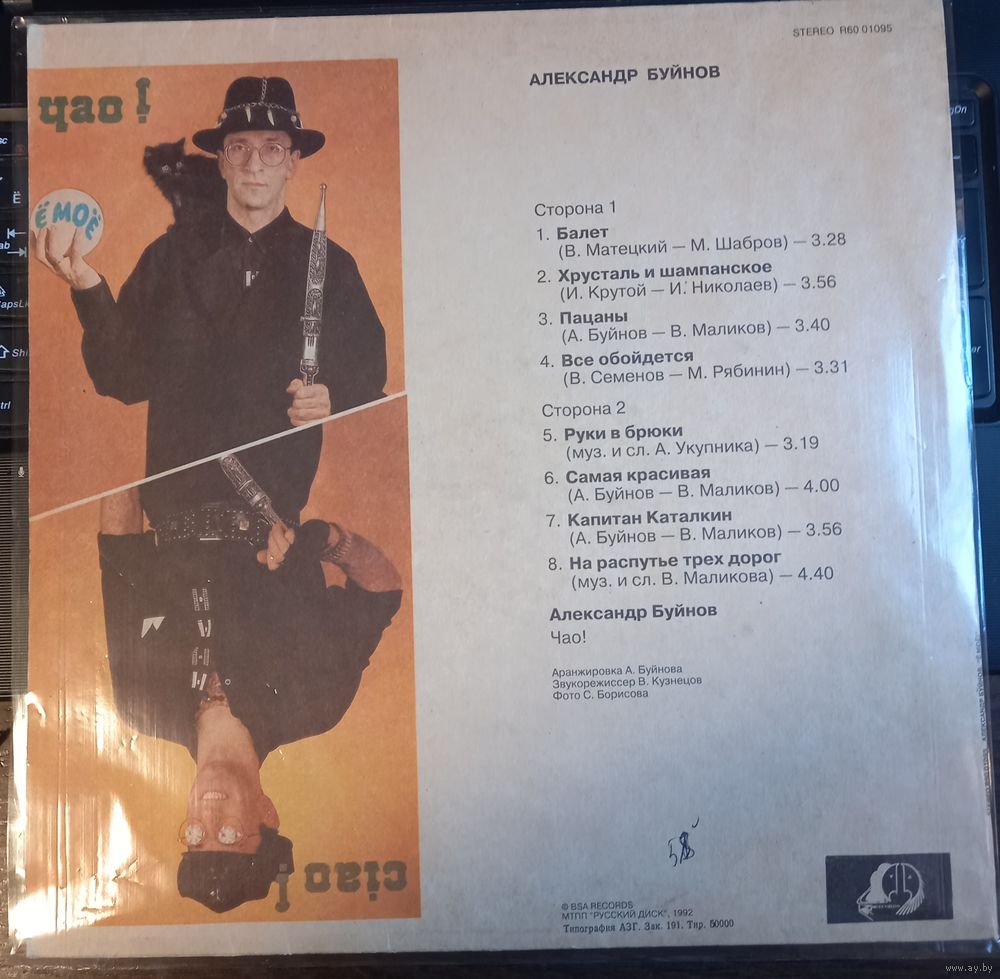 STEREO R60 01095
АЛЕКСАНДР БУЙНОВ
чао!
Ё МОЁ
Сторона 1
1. Балет
(В. Матецкий — М. Шабров) — 3.28
2. Хрусталь и шампанское
(И. Крутой — И. Николаев) — 3.56
3. Пацаны
(А. Буйнов — В. Маликов) — 3.40
4. Все обойдется
(В. Семенов — М. Рябинин) — 3.31
Сторона 2
5. Руки в брюки
(муз. и сл. А. Укупника) — 3.19
6. Самая красивая
(А. Буйнов — В. Маликов) — 4.00
7. Капитан Каталкин
(А. Буйнов — В. Маликов) — 3.56
8. На распутье трех дорог
(муз. и сл. В. Маликова) — 4.40
Александр Буйнов
Чао!
Аранжировка А. Буйнова
Звукорежиссер В. Кузнецов
Фото С. Борисова
ciao!
© BSA RECORDS
МТПП "РУССКИЙ ДИСК", 1992
Типография АЗГ. Зак. 191. Тир. 50000
www.ay.by